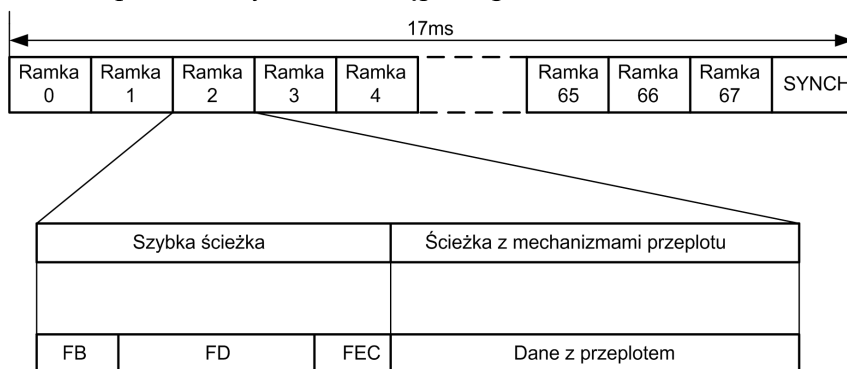 17ms
Ramka 0 Ramka 1 Ramka 2 Ramka 3 Ramka 4 Ramka 65 Ramka 66 Ramka 67 SYNCH
Szybka ścieżka Ścieżka z mechanizmami przeplotu
FB FD FEC Dane z przeplotem